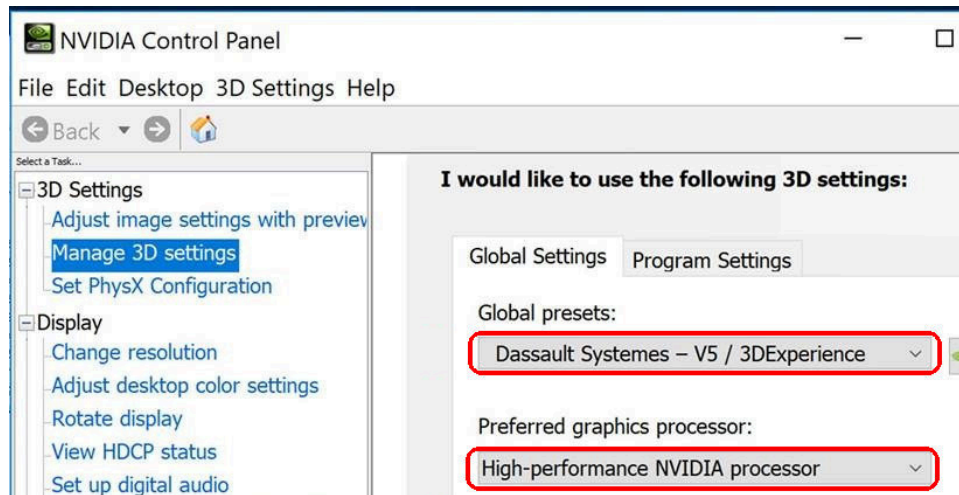 NVIDIA Control Panel
File Edit Desktop 3D Settings Help
Back
Select a Task...
3D Settings
Adjust image settings with preview
Manage 3D settings
Set PhysX Configuration
Display
Change resolution
Adjust desktop color settings
Rotate display
View HDCP status
Set up digital audio
I would like to use the following 3D settings:
Global Settings Program Settings
Global presets:
Dassault Systemes – V5 / 3DExperience
Preferred graphics processor:
High-performance NVIDIA processor